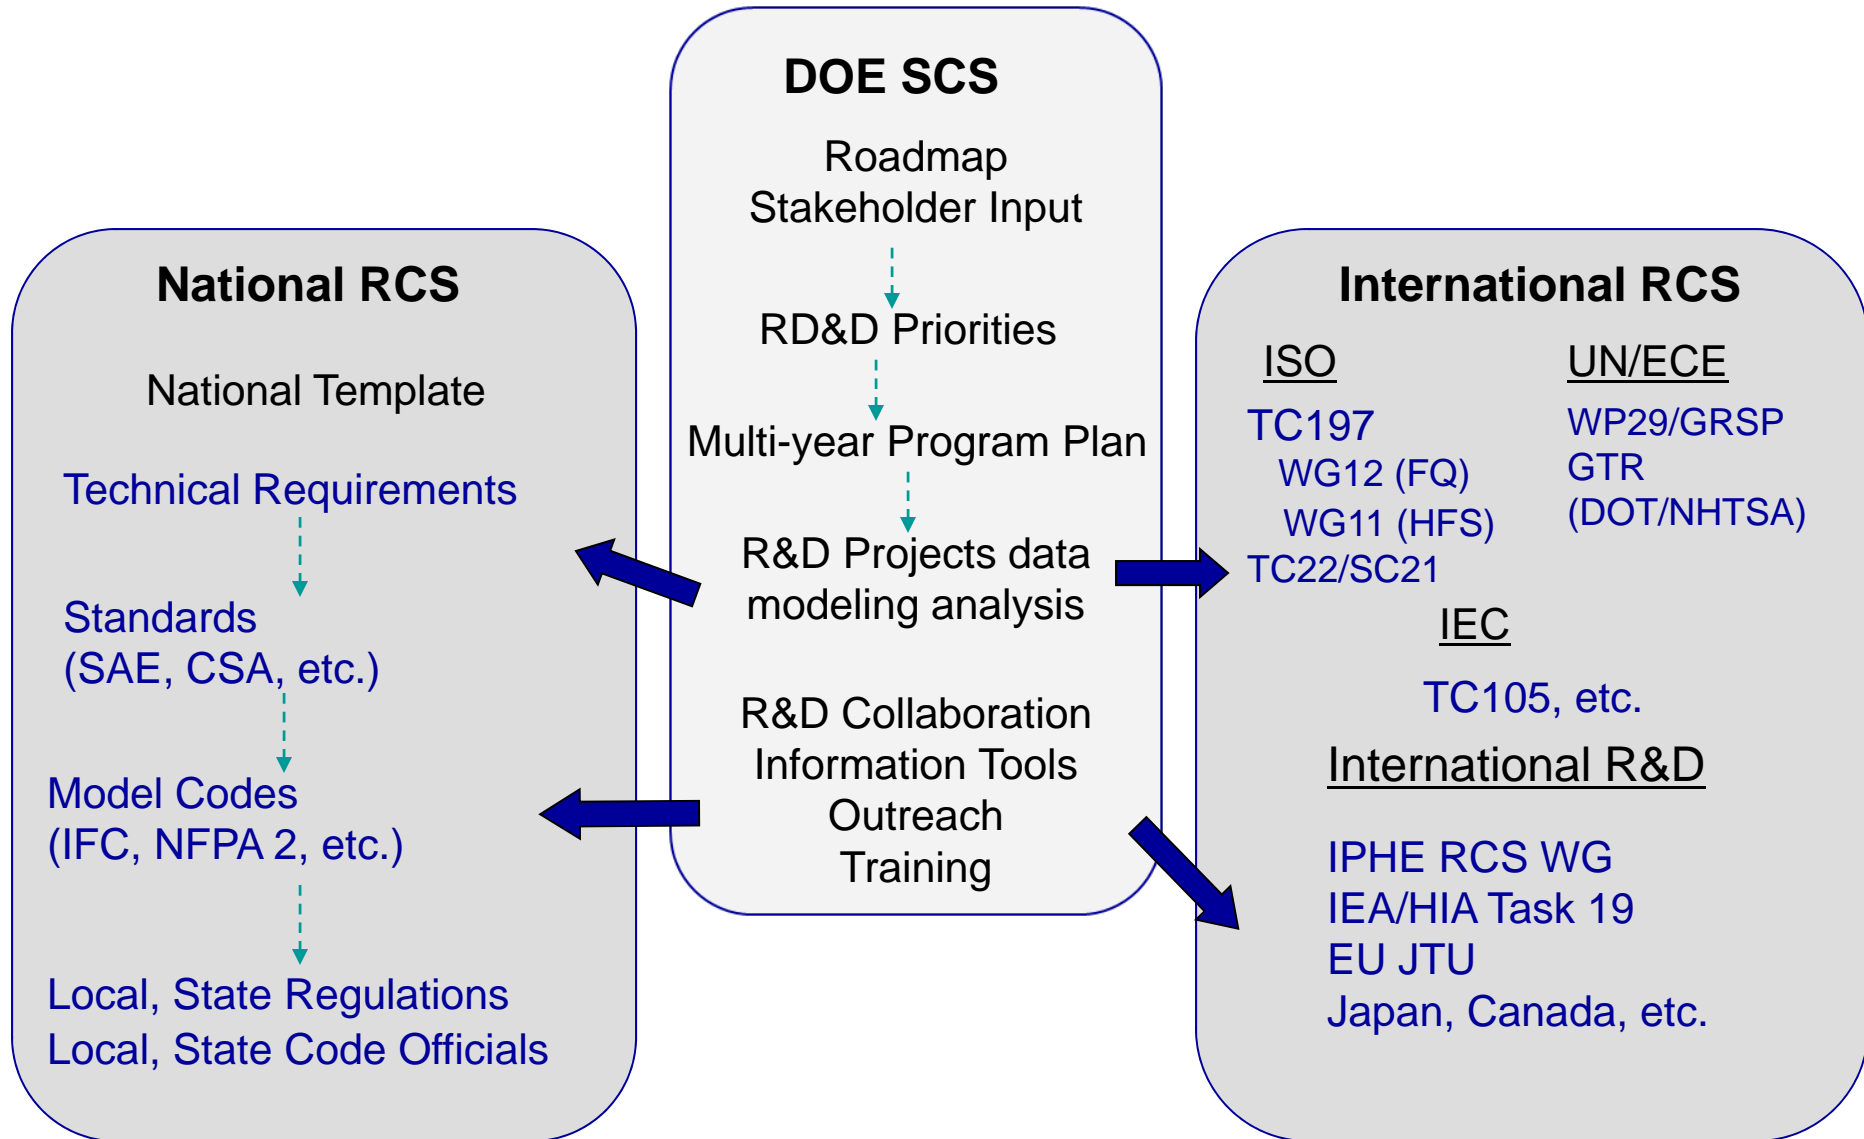 DOE SCS
Roadmap
Stakeholder Input
RD&D Priorities
Multi-year Program Plan
R&D Projects data
modeling analysis
R&D Collaboration
Information Tools
Outreach
Training
National RCS
National Template
Technical Requirements
Standards
(SAE, CSA, etc.)
Model Codes
(IFC, NFPA 2, etc.)
Local, State Regulations
Local, State Code Officials
International RCS
ISO
TC197
WG12 (FQ)
WG11 (HFS)
TC22/SC21
UN/ECE
WP29/GRSP
GTR
(DOT/NHTSA)
IEC
TC105, etc.
International R&D
IPHE RCS WG
IEA/HIA Task 19
EU JTU
Japan, Canada, etc.